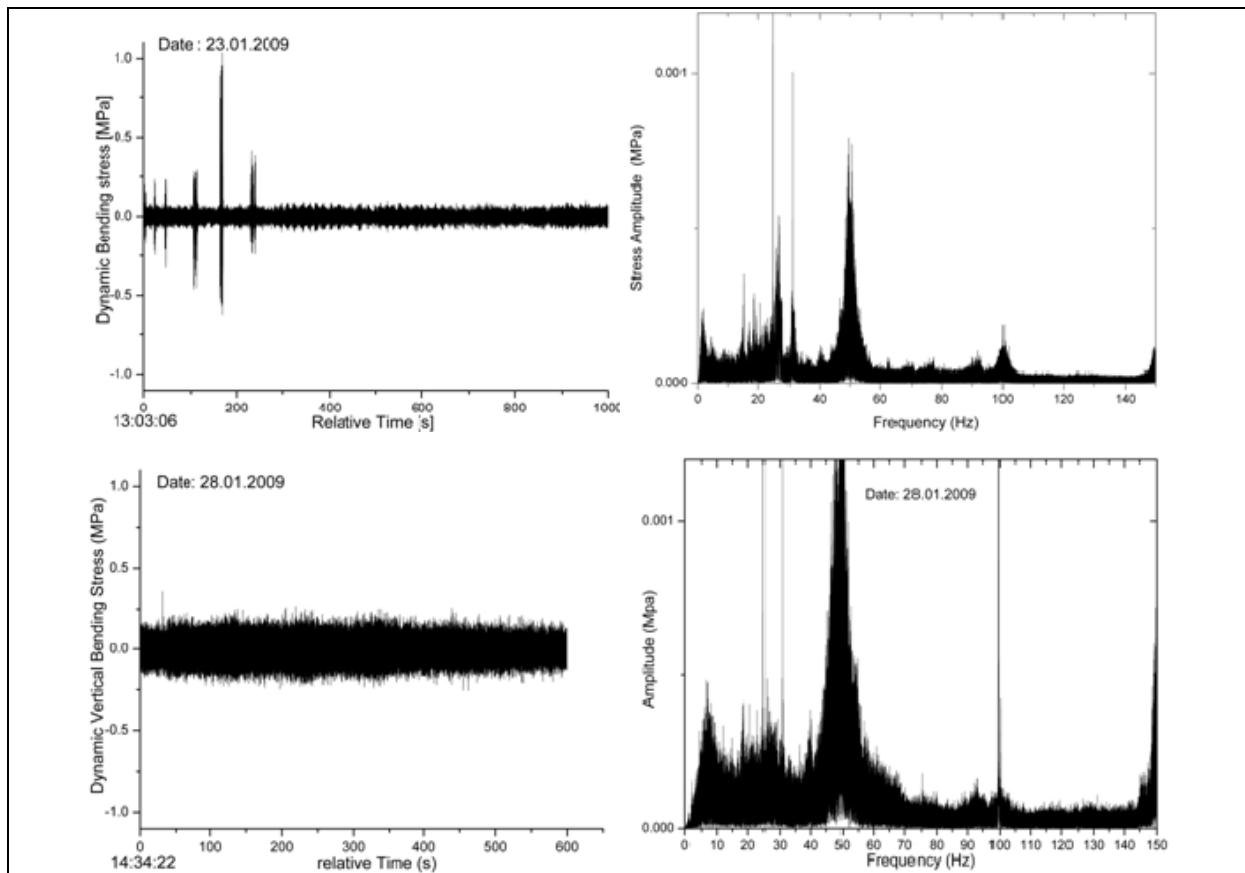 Date : 23.01.2009
Dynamic Bending stress [MPa]
1.0
0.5
0.0
-0.5
-1.0
0 200 400 600 800 1000
13:03:06
Relative Time [s]
Stress Amplitude (MPa)
0.001
0.000
0 20 40 60 80 100 120 140
Frequency (Hz)
Date: 28.01.2009
Dynamic Vertical Bending Stress (MPa)
1.0
0.5
0.0
-0.5
-1.0
0 100 200 300 400 500 600
14:34:22
relative Time (s)
Date: 28.01.2009
Amplitude (Mpa)
0.001
0.000
0 10 20 30 40 50 60 70 80 90 100 110 120 130 140 150
Frequency (Hz)